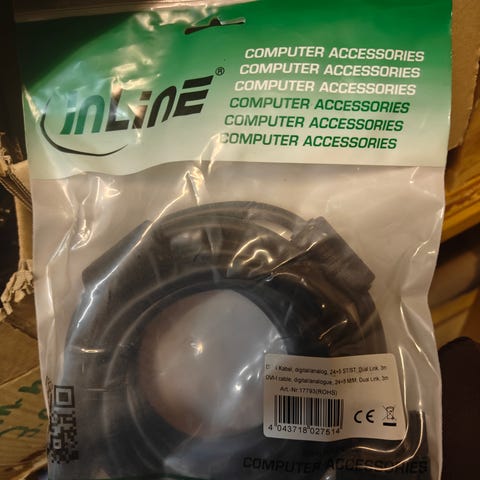 InLine®
COMPUTER ACCESSORIES
COMPUTER ACCESSORIES
COMPUTER ACCESSORIES
COMPUTER ACCESSORIES
COMPUTER ACCESSORIES
COMPUTER ACCESSORIES
Kabel, digital/analog, 24+5 ST/ST, Dual Link, 3m
DVI-I cable, digital/analogue, 24+5 M/M, Dual Link, 3m
Art.-Nr.17793(ROHS)
CE
4 043718 027514
COMPUTER ACCESSORIES